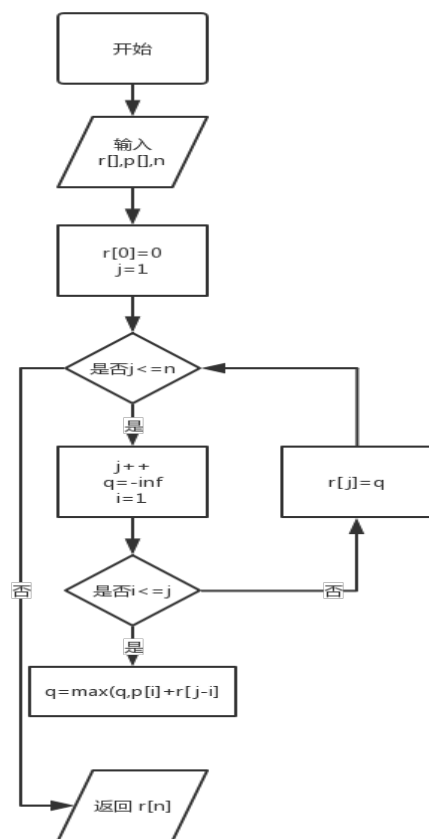 开始
输入
r[],p[],n
r[0]=0
j=1
是否j<=n
是
j++
q=-inf
i=1
r[j]=q
否
是否i<=j
否
是
q=max(q,p[i]+r[j-i]
返回 r[n]